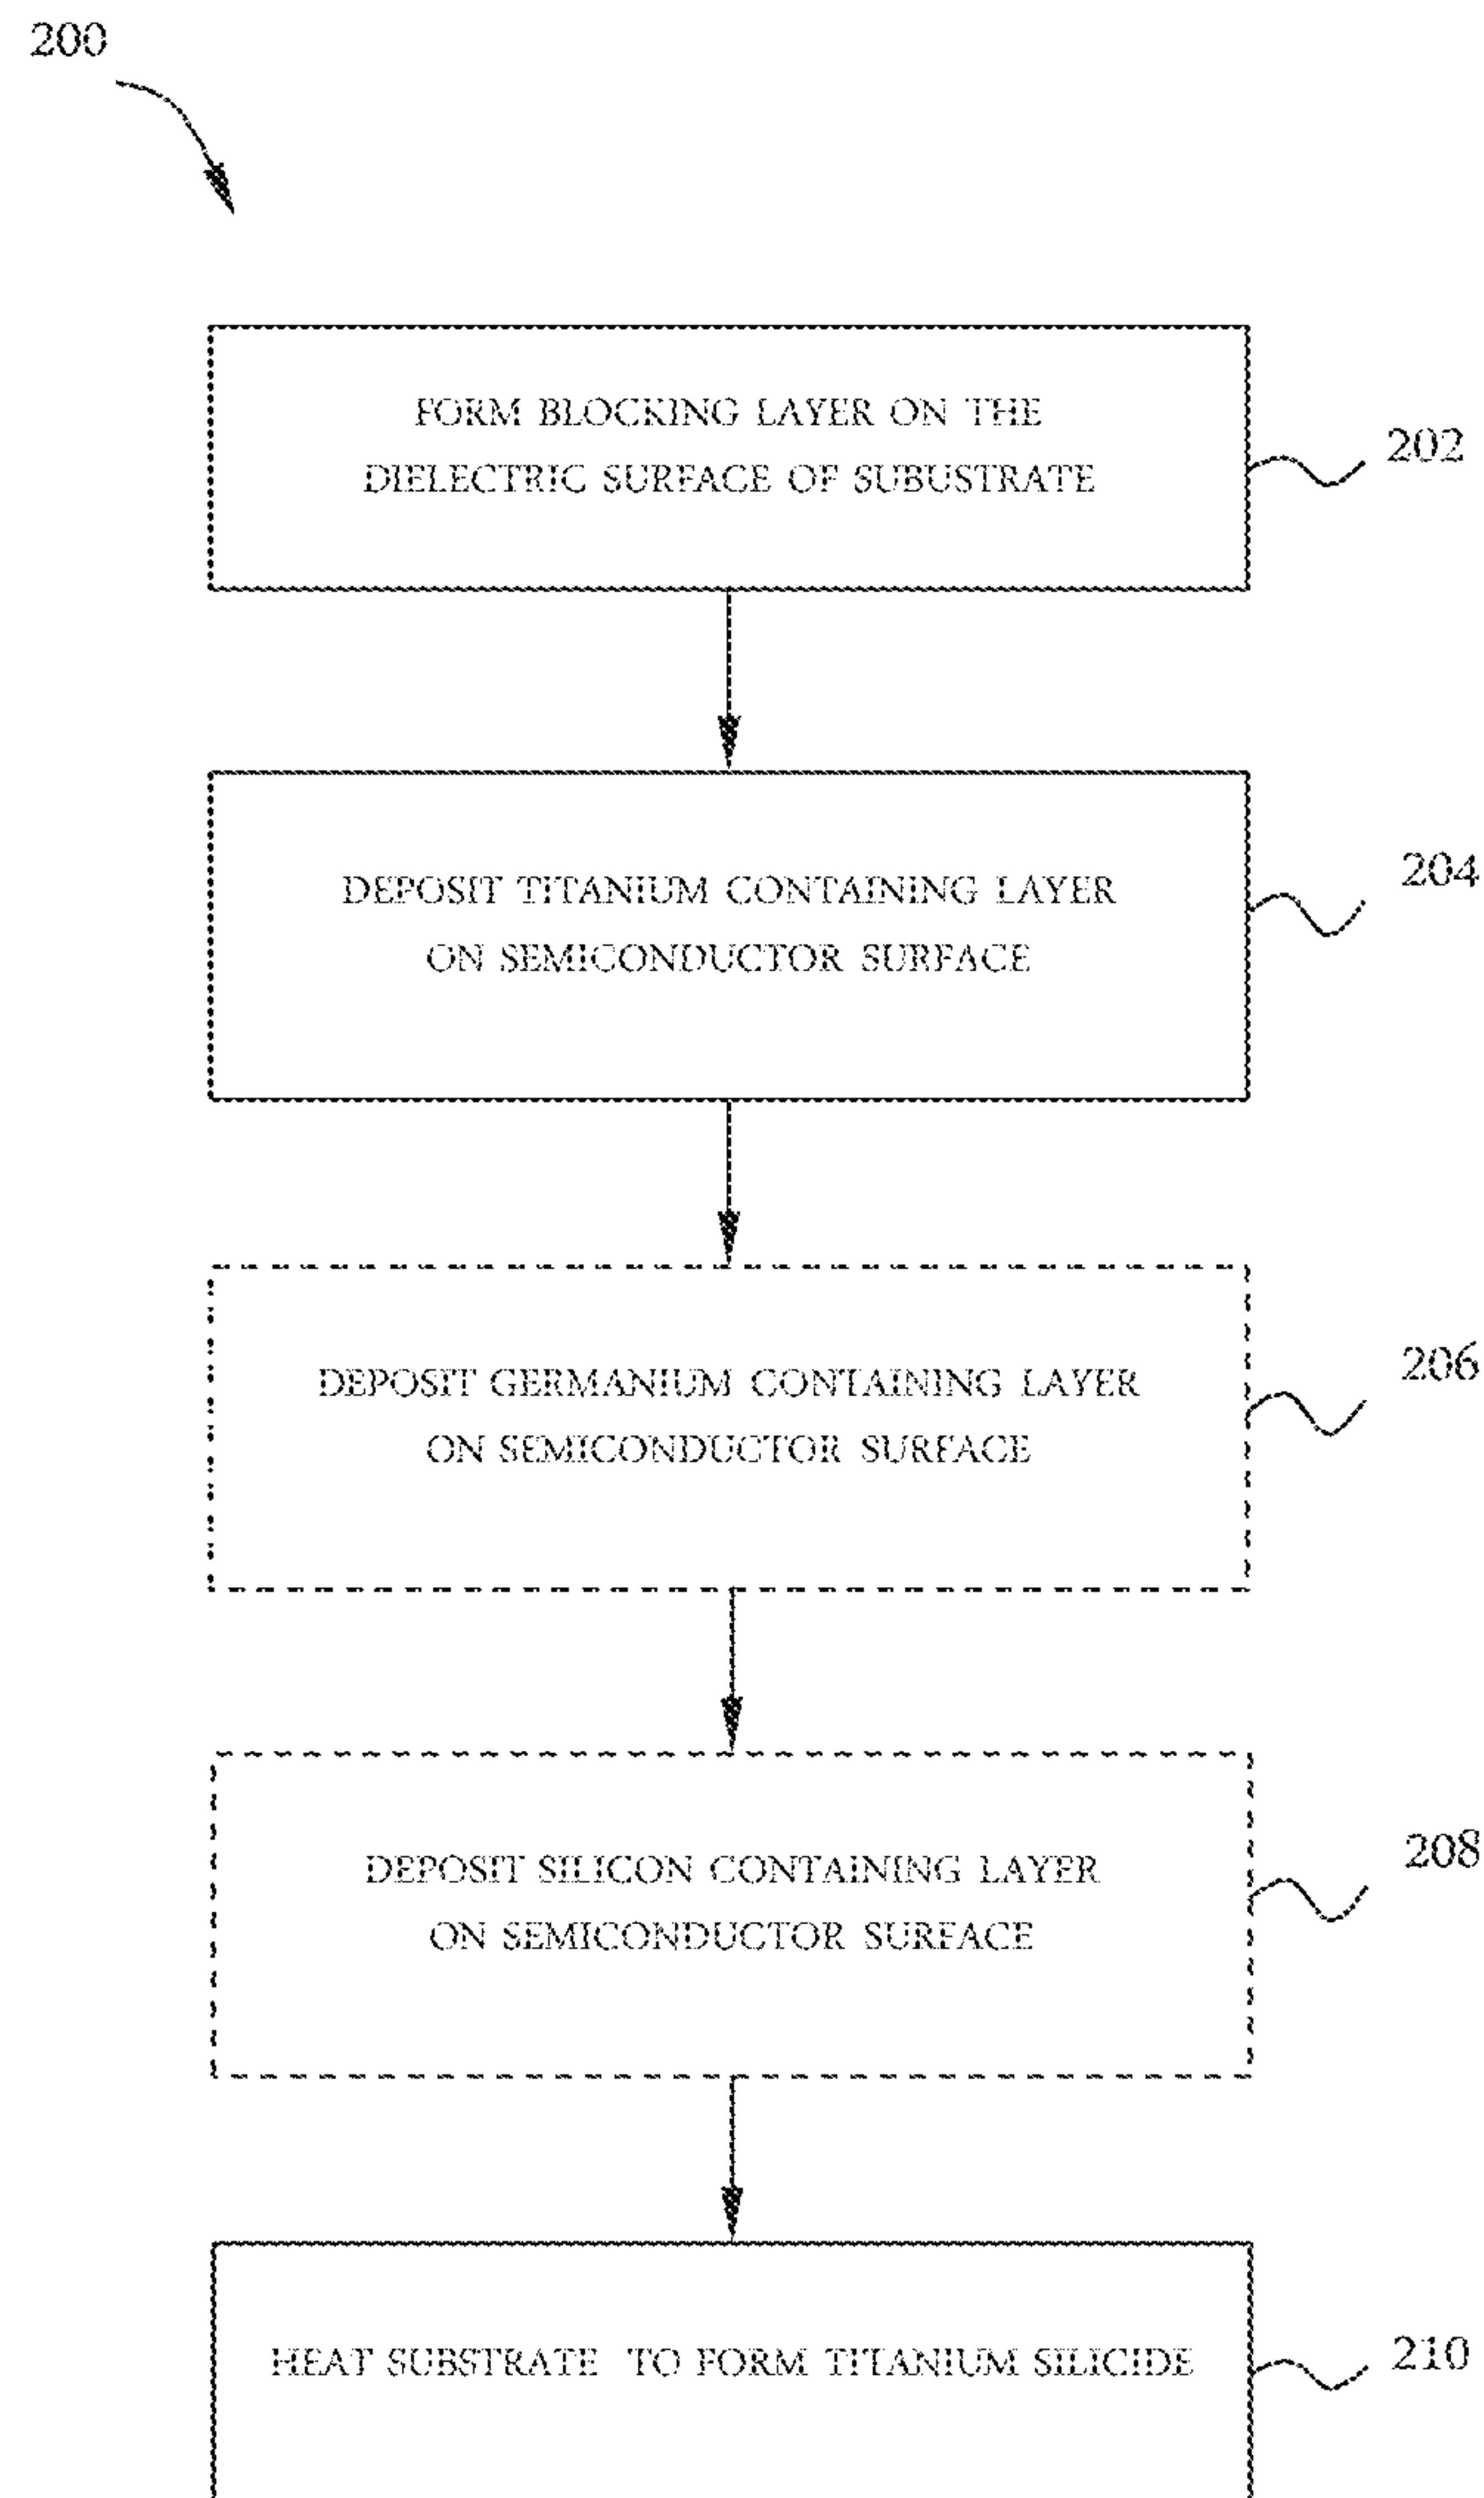 200
FORM BLOCKING LAYER ON THE
DIELECTRIC SURFACE OF SUBUSTRATE
202
DEPOSIT TITANIUM CONTAINING LAYER
ON SEMICONDUCTOR SURFACE
204
DEPOSIT GERMANIUM CONTAINING LAYER
ON SEMICONDUCTOR SURFACE
206
DEPOSIT SILICON CONTAINING LAYER
ON SEMICONDUCTOR SURFACE
208
HEAT SUBSTRATE TO FORM TITANIUM SILICIDE
210